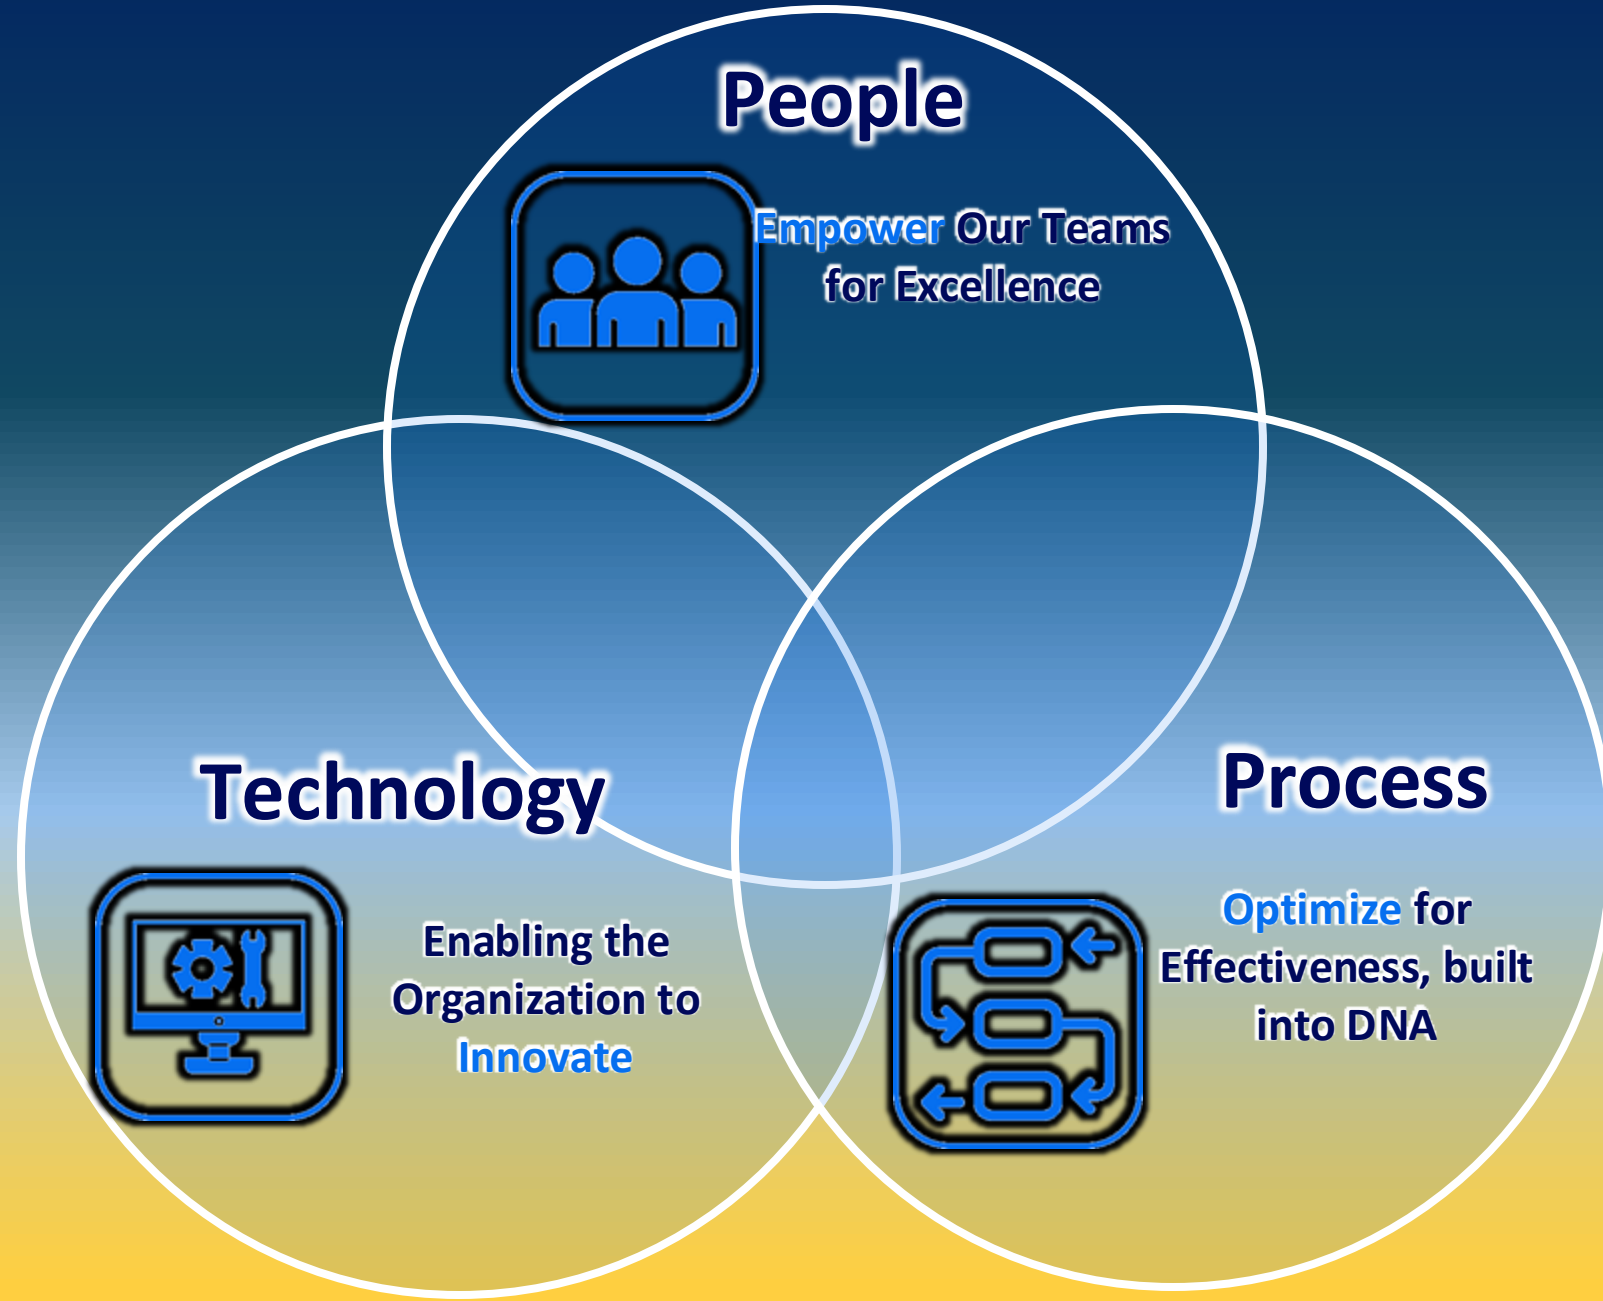 People
Empower Our Teams
for Excellence
Technology
Enabling the
Organization to
Innovate
Process
Optimize for
Effectiveness, built
into DNA